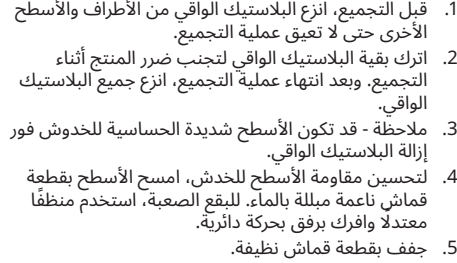 1. قبل التجميع، انزع البلاستيك الواقي من الأطراف والأسطح
الأخرى حتى لا تعيق عملية التجميع.
2. اترك بقية البلاستيك الواقي لتجنب ضرر المنتج أثناء
التجميع. وبعد انتهاء عملية التجميع، انزع جميع البلاستيك
الواقي.
3. ملاحظة - قد تكون الأسطح شديدة الحساسية للخدوش فور
إزالة البلاستيك الواقي.
4. لتحسين مقاومة الأسطح للخدش، امسح الأسطح بقطعة
قماش ناعمة مبللة بالماء. للبقع الصعبة، استخدم منظفًا
معتدلًا وافرك برفق بحركة دائرية.
5. جفف بقطعة قماش نظيفة.